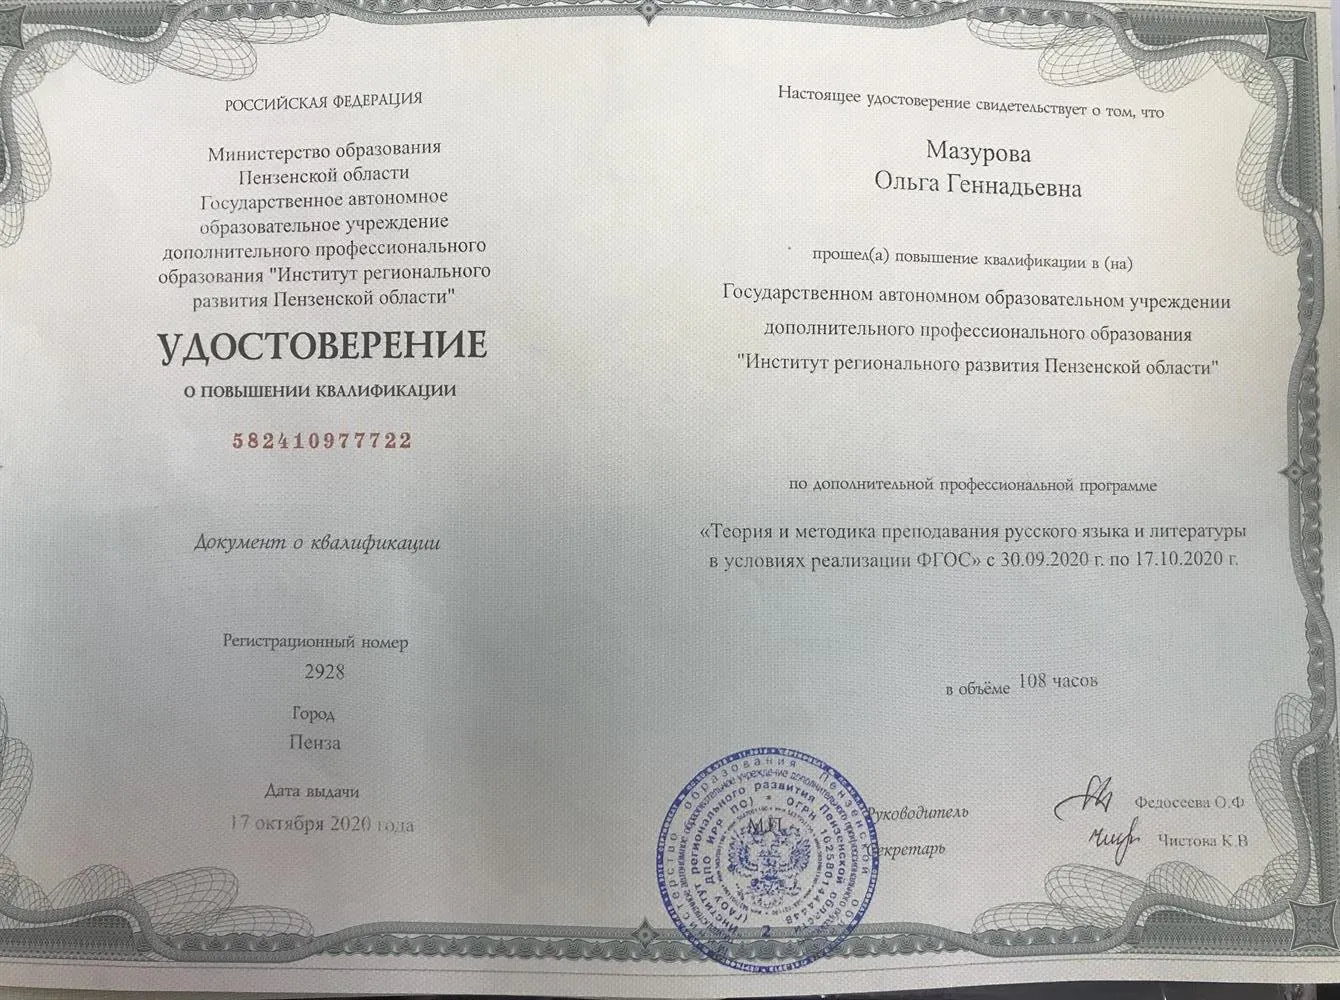 РОССИЙСКАЯ ФЕДЕРАЦИЯ
Министерство образования
Пензенской области
Государственное автономное
образовательное учреждение
дополнительного профессионального
образования "Институт регионального
развития Пензенской области"
УДОСТОВЕРЕНИЕ
О ПОВЫШЕНИИ КВАЛИФИКАЦИИ
582410977722
Документ о квалификации
Регистрационный номер
2928
Город
Пенза
Дата выдачи
17 октября 2020 года
Настоящее удостоверение свидетельствует о том, что
Мазурова
Ольга Геннадьевна
прошел(а) повышение квалификации в (на)
Государственном автономном образовательном учреждении
дополнительного профессионального образования
"Институт регионального развития Пензенской области"
по дополнительной профессиональной программе
«Теория и методика преподавания русского языка и литературы
в условиях реализации ФГОС» с 30.09.2020 г. по 17.10.2020 г.
в объёме 108 часов
М.П.
Руководитель
Федосеева О.Ф
Секретарь
Чистова К.В